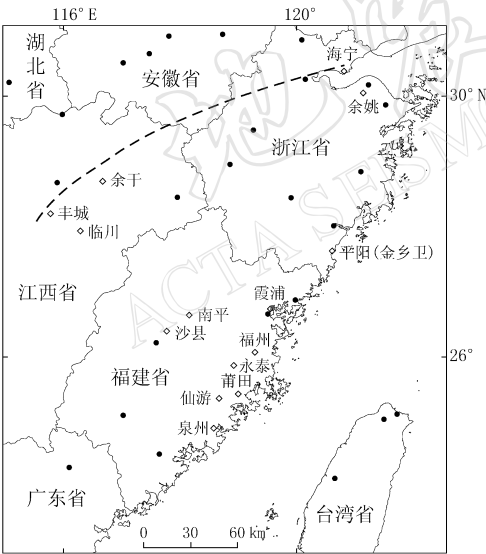 116° E
120°
湖北省
安徽省
海宁
30° N
余姚
浙江省
余干
丰城
临川
平阳(金乡卫)
江西省
霞浦
南平
沙县
福州
26°
永泰
福建省
莆田
仙游
泉州
广东省
台湾省
0 30 60 km
ACTA SEISM